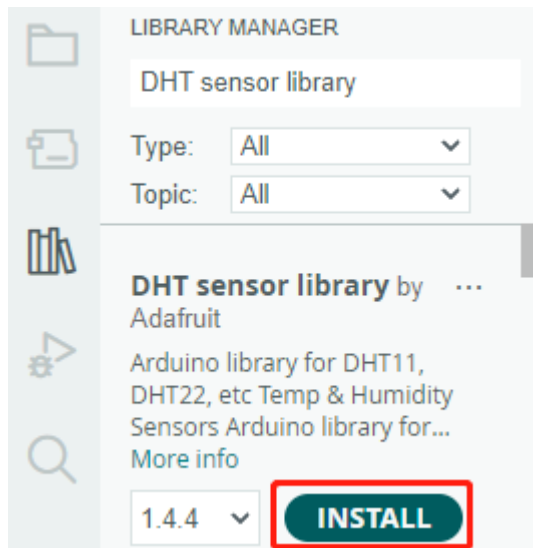 LIBRARY MANAGER
DHT sensor library
Type: All
Topic: All
DHT sensor library by
Adafruit
Arduino library for DHT11,
DHT22, etc Temp & Humidity
Sensors Arduino library for...
More info
1.4.4 INSTALL